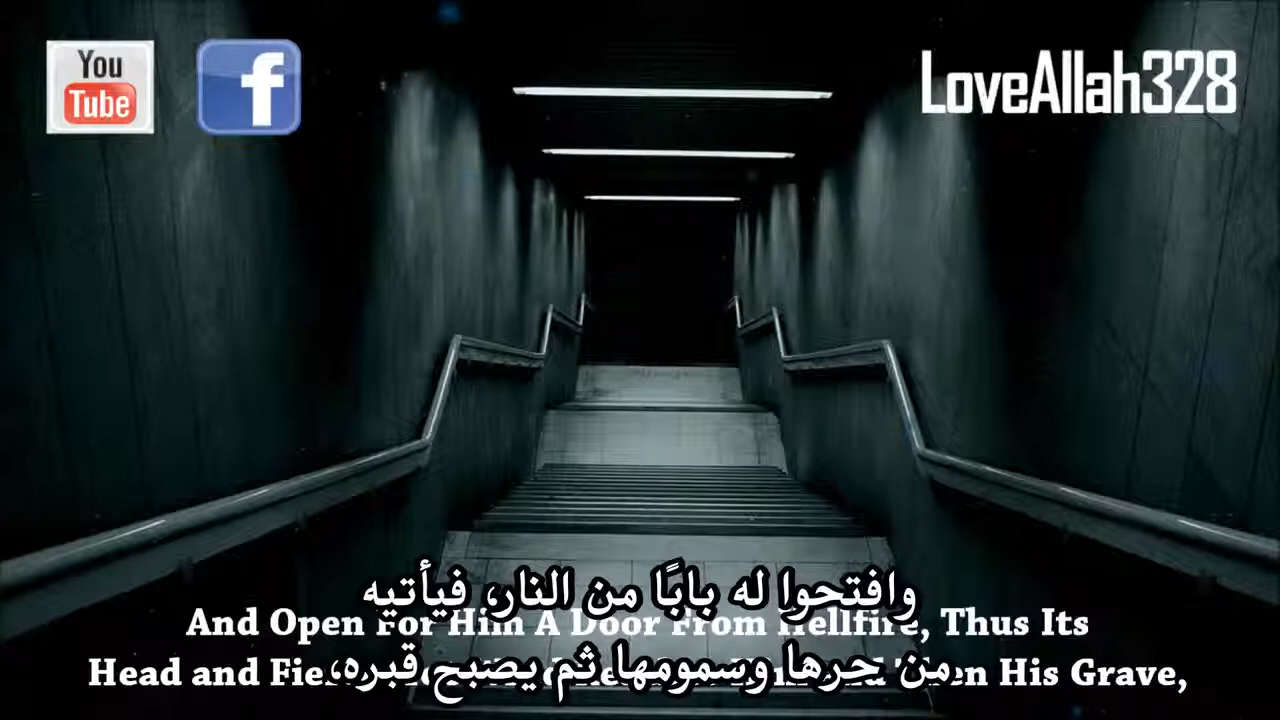 You
Tube
f
LoveAllah328
وافتحوا له بابًا من النار، فيأتيه
And Open For Him A Door From Hellfire, Thus Its
من حرها وسمومها ثم يصبح قبره،
Head and His Grave,